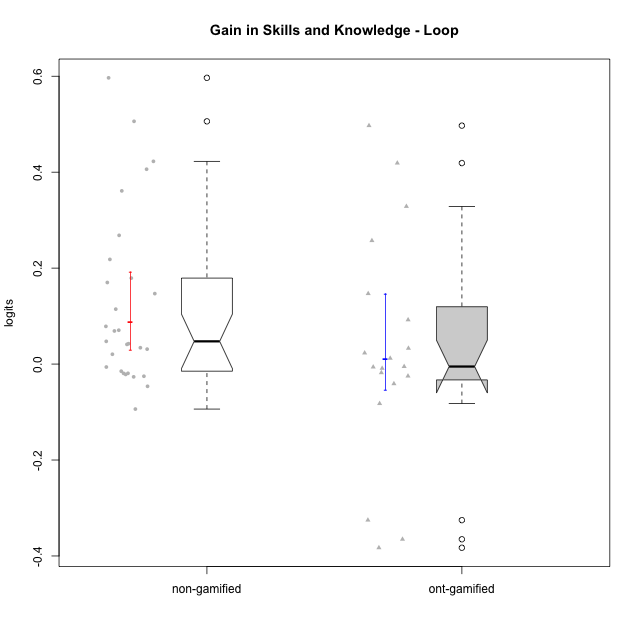 Gain in Skills and Knowledge - Loop
logits
0.6
0.4
0.2
0.0
-0.2
-0.4
non-gamified
ont-gamified